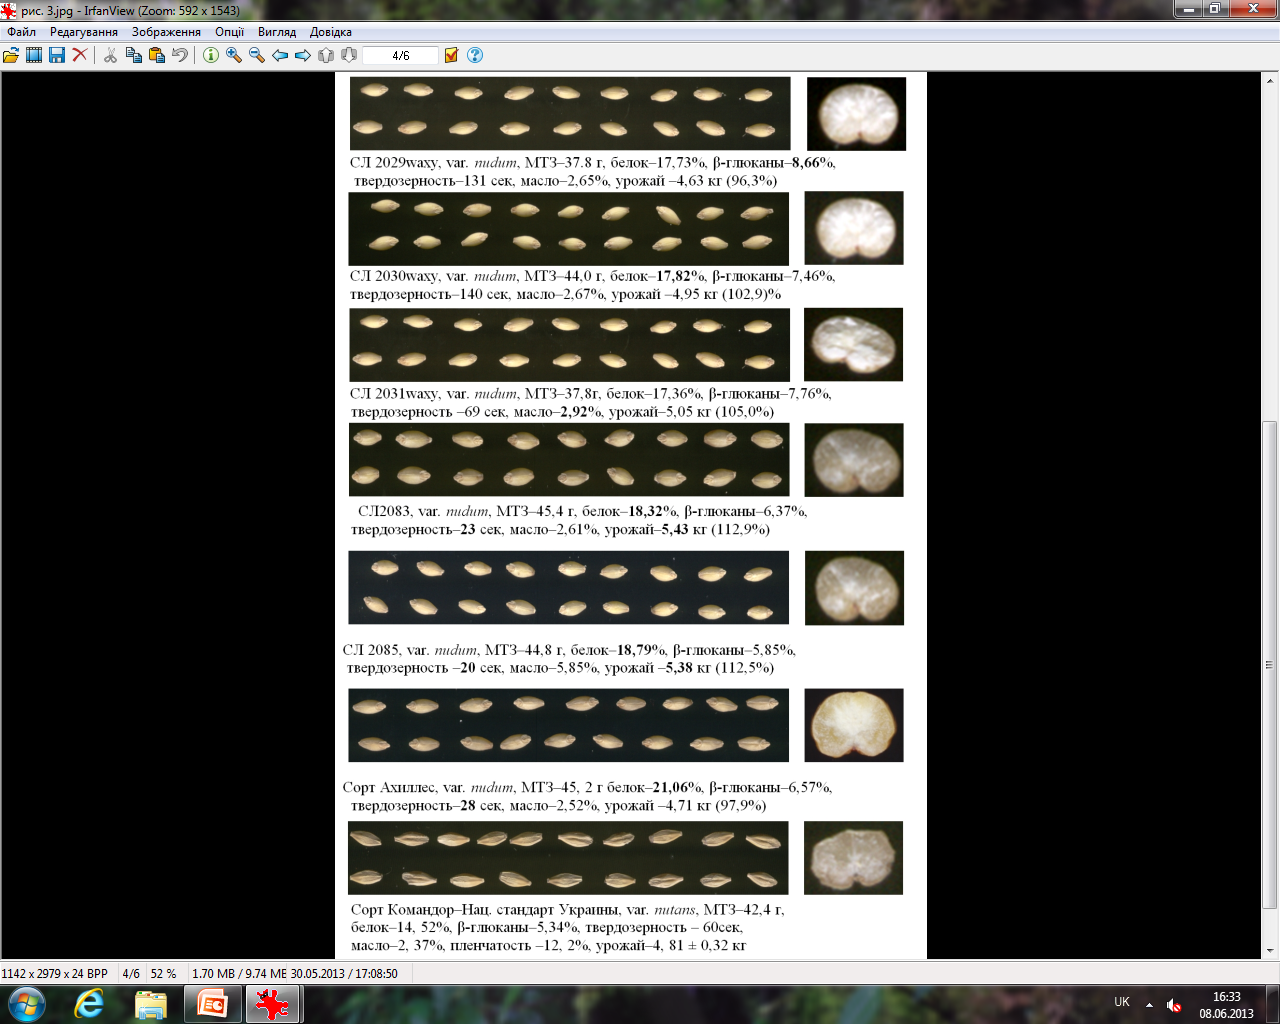 рис. 3.jpg - IrfanView (Zoom: 592 x 1543)
Файл Редагування Зображення Опції Вигляд Довідка
4/6
СЛ 2029waxy, var. nudum, МТЗ–37.8 г, белок–17,73%, β-глюканы–8,66%,
твердозерность–131 сек, масло–2,65%, урожай –4,63 кг (96,3%)
СЛ 2030waxy, var. nudum, МТЗ–44,0 г, белок–17,82%, β-глюканы–7,46%,
твердозерность–140 сек, масло–2,67%, урожай –4,95 кг (102,9)%
СЛ 2031waxy, var. nudum, МТЗ–37,8г, белок–17,36%, β-глюканы–7,76%,
твердозерность –69 сек, масло–2,92%, урожай–5,05 кг (105,0%)
СЛ2083, var. nudum, МТЗ–45,4 г, белок–18,32%, β-глюканы–6,37%,
твердозерность–23 сек, масло–2,61%, урожай–5,43 кг (112,9%)
СЛ 2085, var. nudum, МТЗ–44,8 г, белок–18,79%, β-глюканы–5,85%,
твердозерность –20 сек, масло–5,85%, урожай –5,38 кг (112,5%)
Сорт Ахиллес, var. nudum, МТЗ–45, 2 г белок–21,06%, β-глюканы–6,57%,
твердозерность–28 сек, масло–2,52%, урожай –4,71 кг (97,9%)
Сорт Командор–Нац. стандарт Украины, var. nutans, МТЗ–42,4 г,
белок–14, 52%, β-глюканы–5,34%, твердозерность – 60сек,
масло–2, 37%, пленчатость –12, 2%, урожай–4, 81 ± 0,32 кг
1142 x 2979 x 24 BPP 4/6 52 % 1.70 MB / 9.74 ME 30.05.2013 / 17:08:50
UK 16:33
08.06.2013